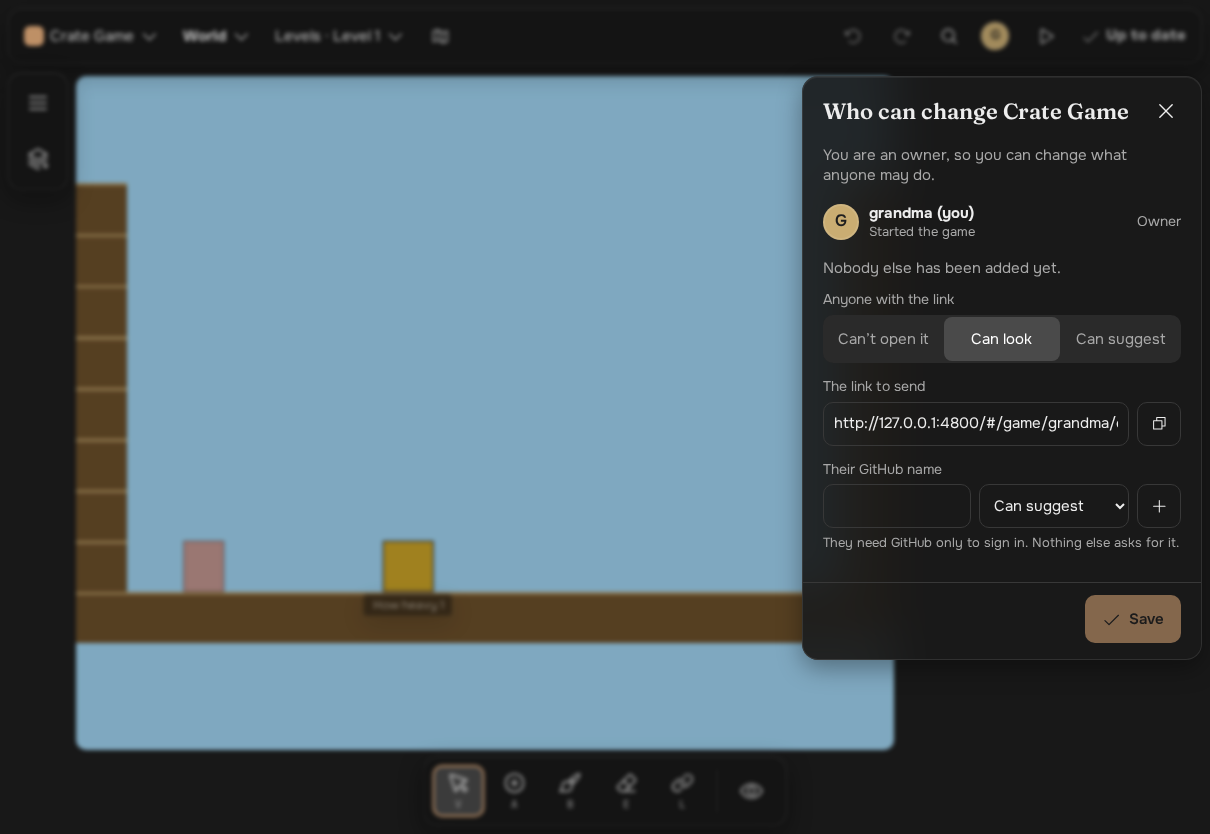 Crate Game
World
Levels · Level 1
Up to date
Who can change Crate Game
You are an owner, so you can change what
anyone may do.
G
grandma (you)
Owner
Started the game
Nobody else has been added yet.
Anyone with the link
Can't open it
Can look
Can suggest
The link to send
http://127.0.0.1:4800/#/game/grandma/
Their GitHub name
Can suggest
They need GitHub only to sign in. Nothing else asks for it.
Save
B
E
L